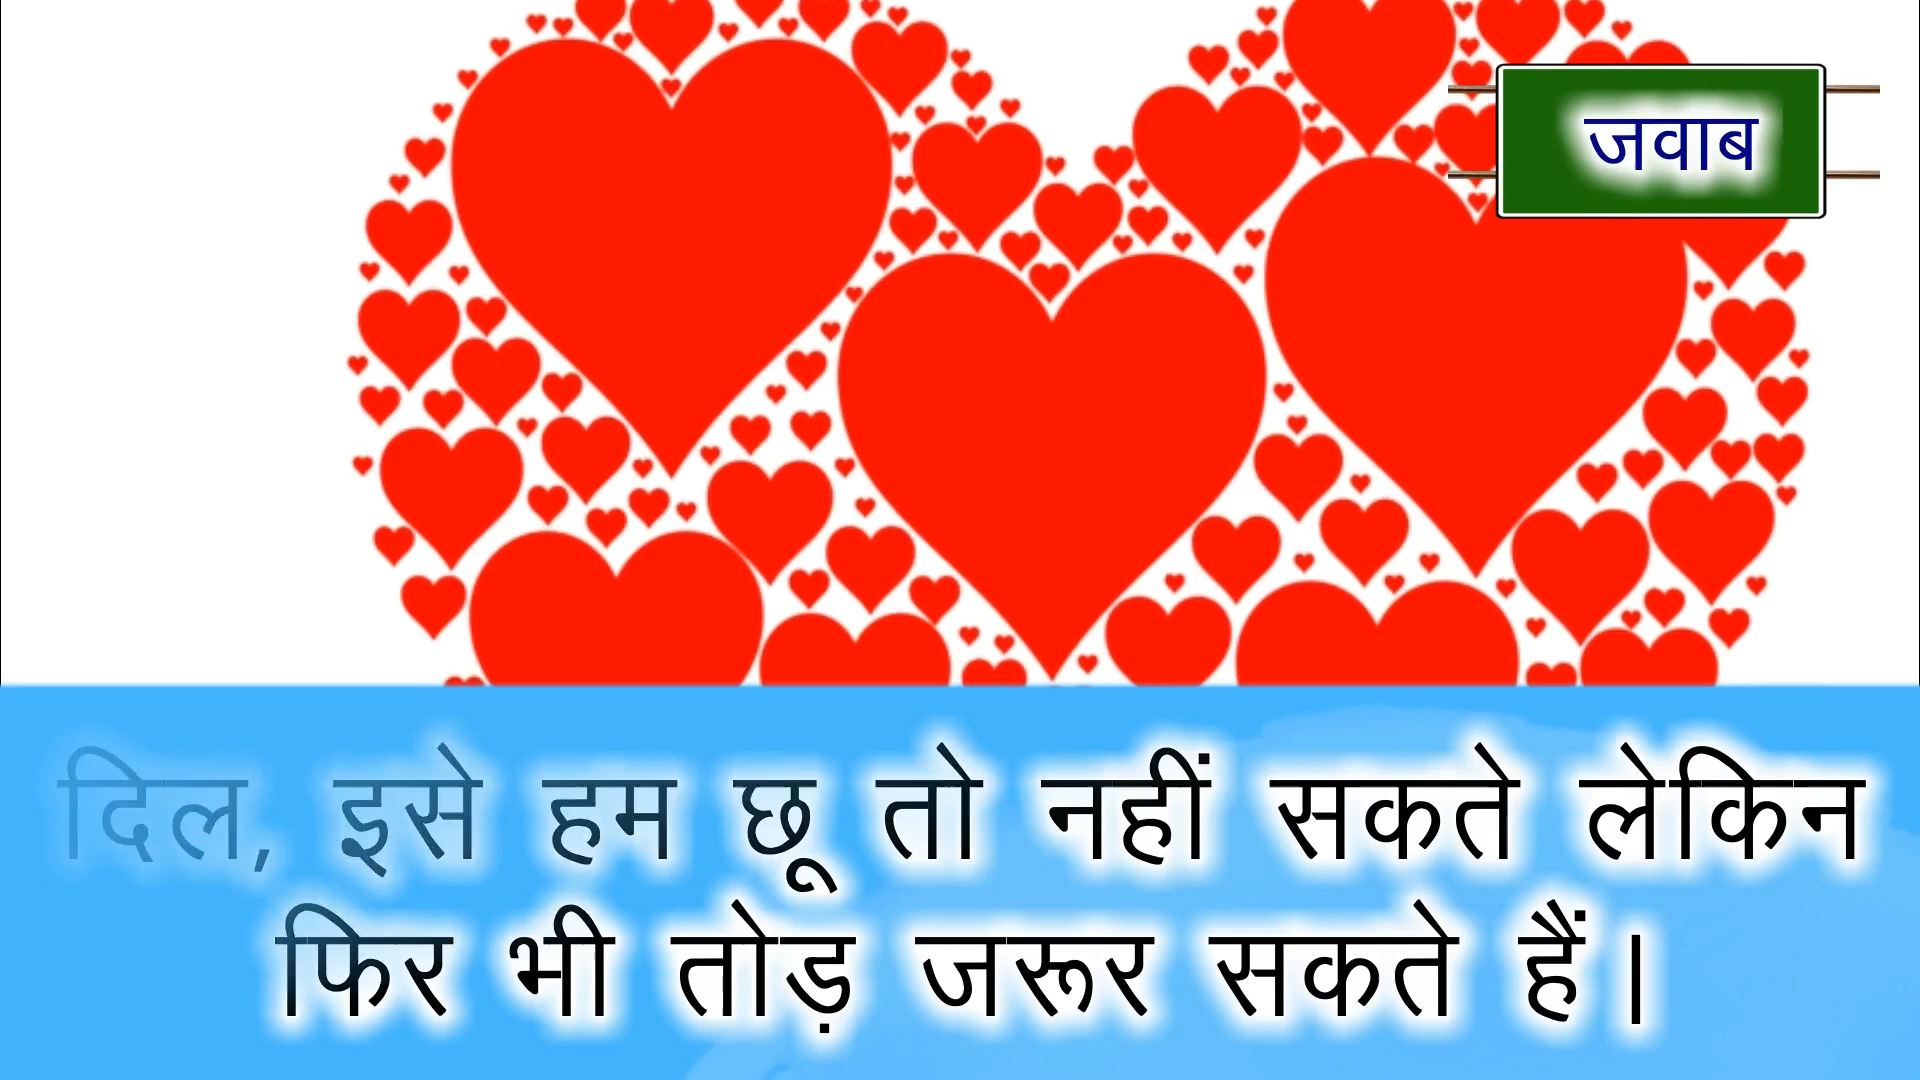 जवाब
दिल, इसे हम छू तो नहीं सकते लेकिन
फिर भी तोड़ जरूर सकते हैं।